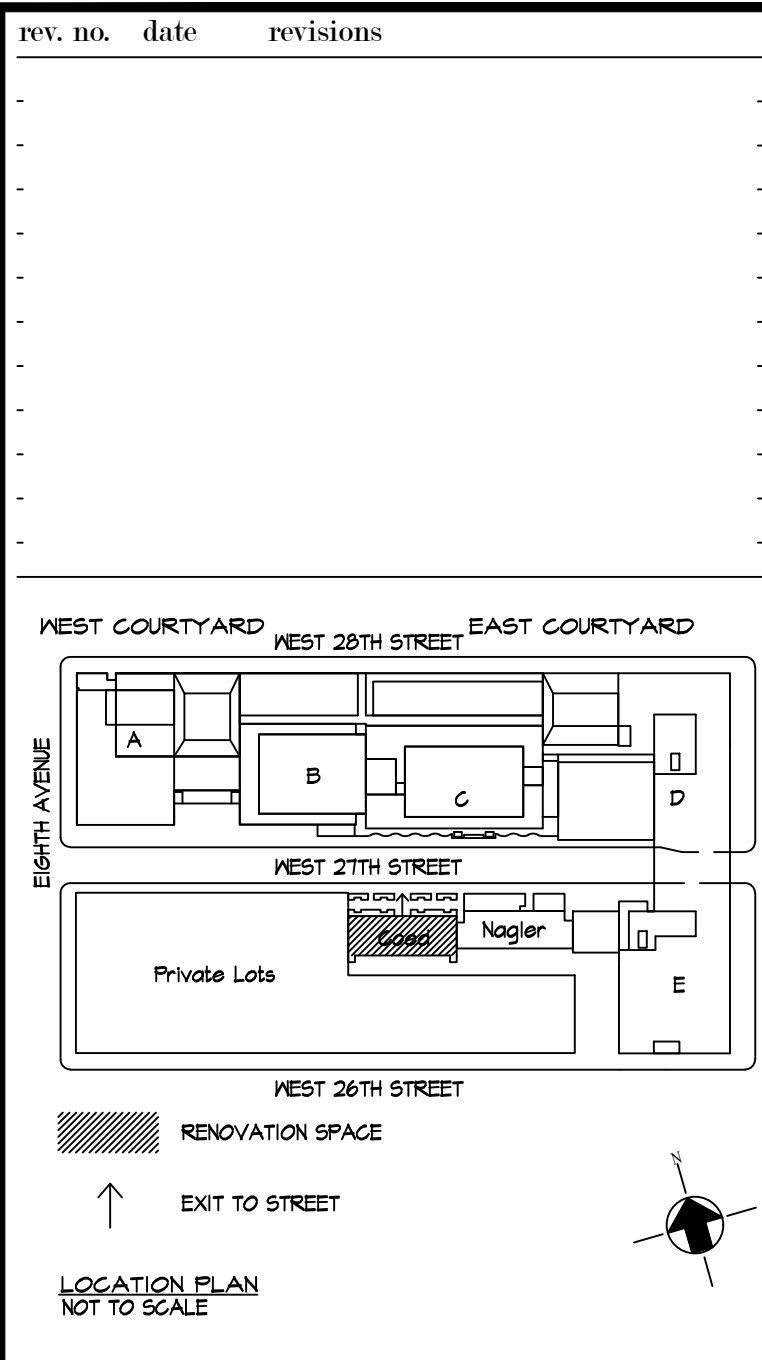 rev. no. date revisions
WEST COURTYARD
WEST 28TH STREET
EAST COURTYARD
EIGHTH AVENUE
A
B
C
D
WEST 27TH STREET
Private Lots
Coed
Nagler
E
WEST 26TH STREET
RENOVATION SPACE
N
EXIT TO STREET
LOCATION PLAN
NOT TO SCALE